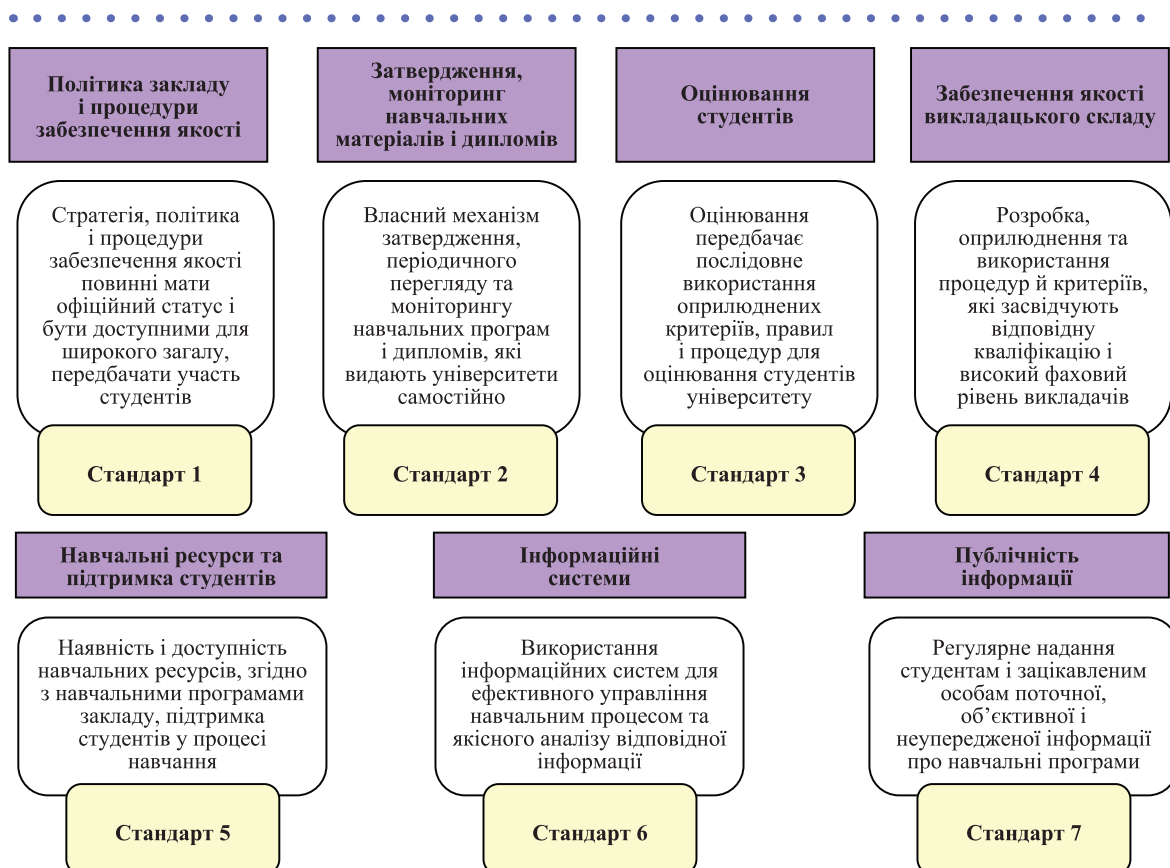 Політика закладу
і процедури
забезпечення якості
Затвердження,
моніторинг
навчальних
матеріалів і дипломів
Оцінювання
студентів
Забезпечення якості
викладацького складу
Стратегія, політика
і процедури
забезпечення якості
повинні мати
офіційний статус і
бути доступними для
широкого загалу,
передбачати участь
студентів
Власний механізм
затвердження,
періодичного
перегляду та
моніторингу
навчальних програм
і дипломів, які
видають університети
самостійно
Оцінювання
передбачає
послідовне
використання
оприлюднених
критеріїв, правил
і процедур для
оцінювання студентів
університету
Розробка,
оприлюднення та
використання
процедур й критеріїв,
які засвідчують
відповідну
кваліфікацію і
високий фаховий
рівень викладачів
Стандарт 1
Стандарт 2
Стандарт 3
Стандарт 4
Навчальні ресурси та
підтримка студентів
Інформаційні
системи
Публічність
інформації
Наявність і доступність
навчальних ресурсів, згідно
з навчальними програмами
закладу, підтримка
студентів у процесі
навчання
Використання
інформаційних систем для
ефективного управління
навчальним процесом та
якісного аналізу відповідної
інформації
Регулярне надання
студентам і зацікавленим
особам поточної,
об’єктивної і
неупередженої інформації
про навчальні програми
Стандарт 5
Стандарт 6
Стандарт 7